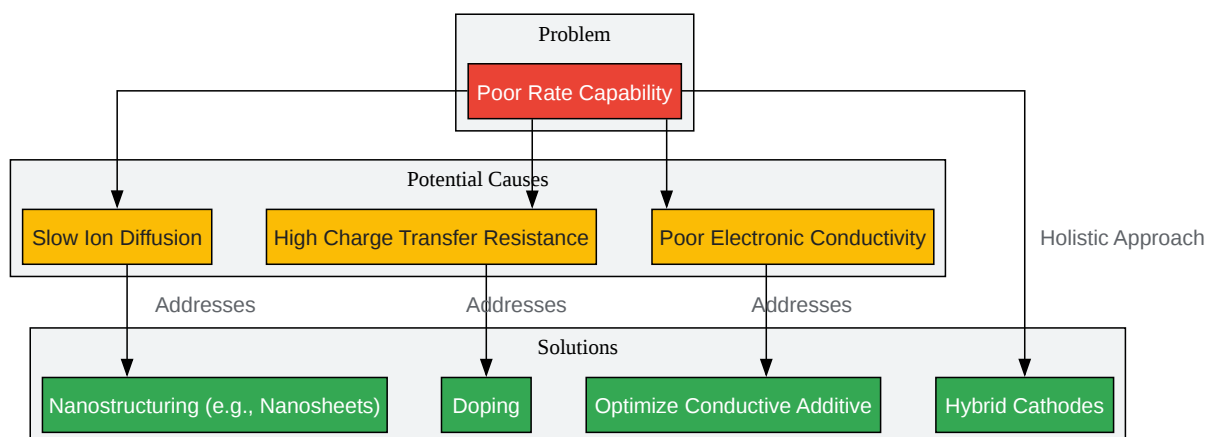 Problem
Poor Rate Capability
Potential Causes
Slow Ion Diffusion
High Charge Transfer Resistance
Poor Electronic Conductivity
Holistic Approach
Addresses
Addresses
Addresses
Solutions
Nanostructuring (e.g., Nanosheets)
Doping
Optimize Conductive Additive
Hybrid Cathodes